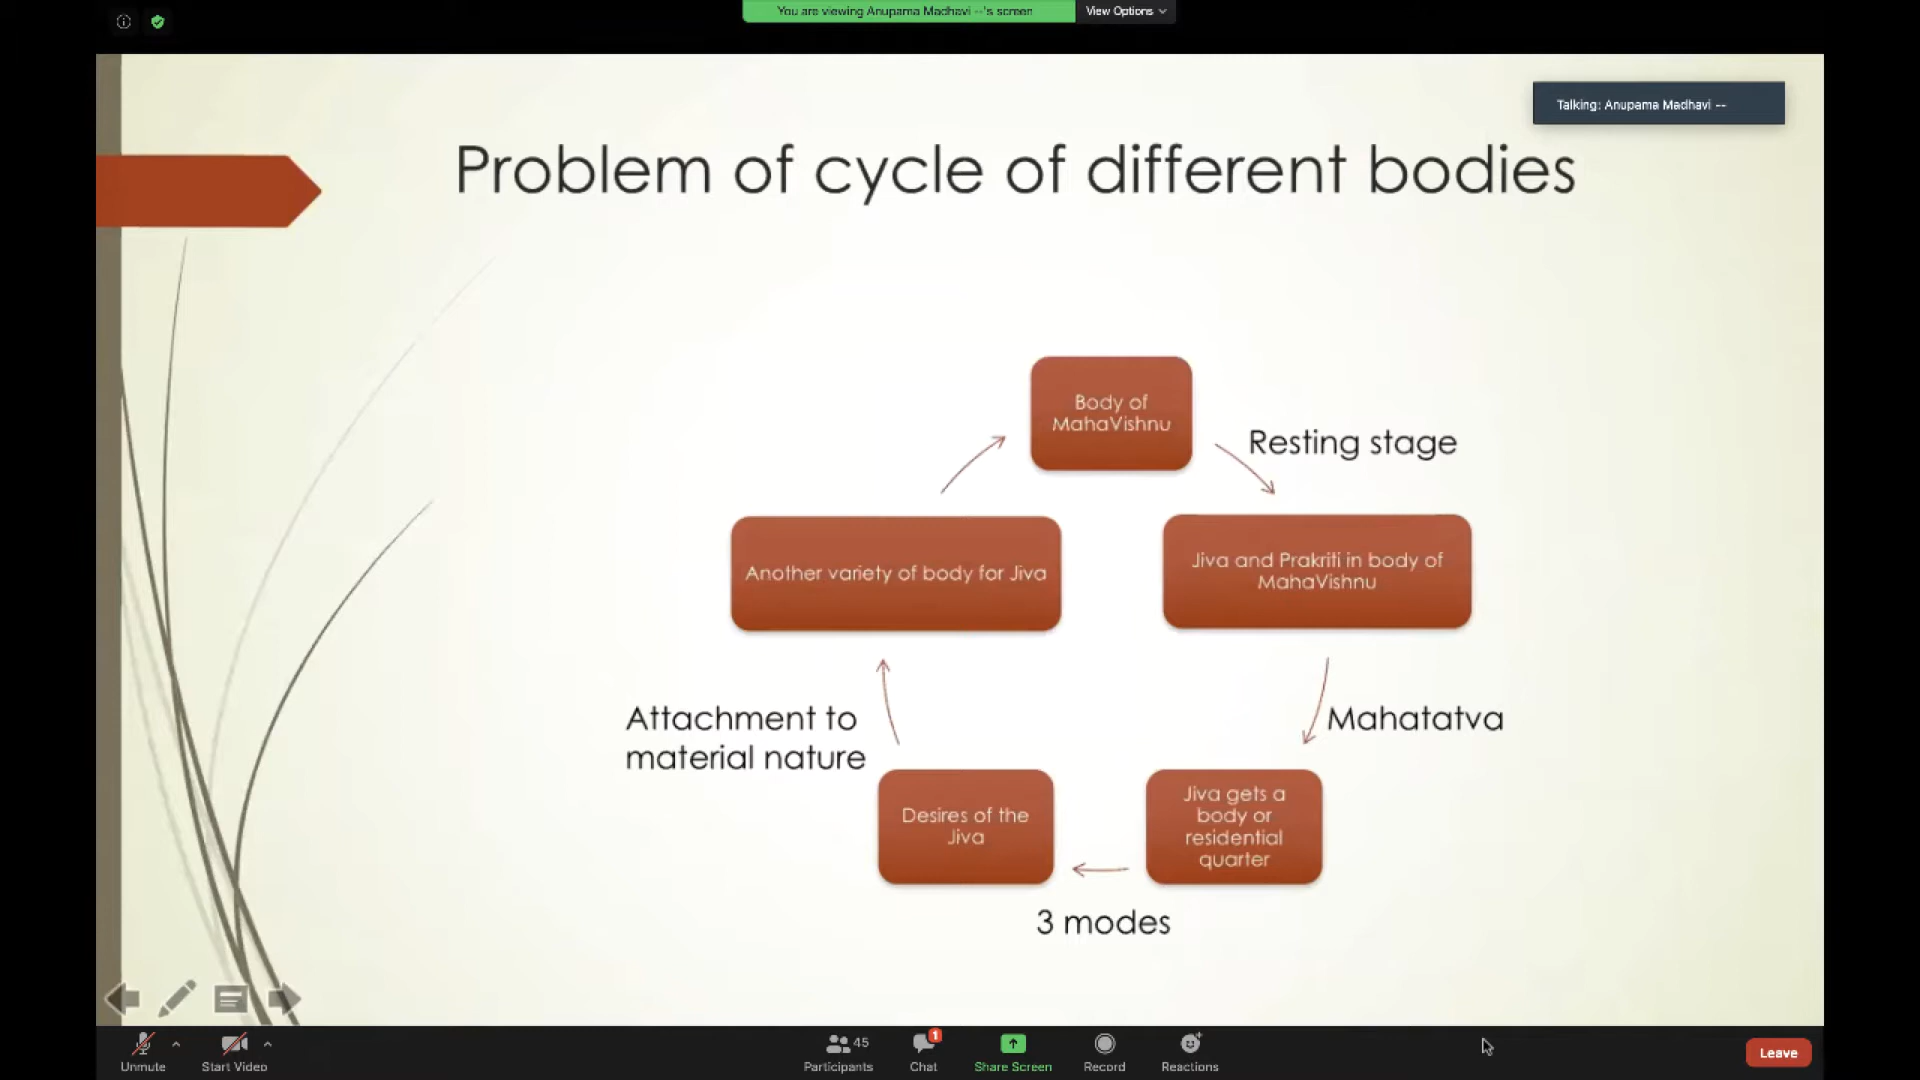 You are viewing Anupama Madhavi --'s screen
View Options
Talking: Anupama Madhavi --
Problem of cycle of different bodies
Body of
MahaVishnu
Resting stage
Another variety of body for Jiva
Jiva and Prakriti in body of
MahaVishnu
Attachment to
material nature
Mahatatva
Desires of the
Jiva
Jiva gets a
body or
residential
quarter
3 modes
Unmute
Start Video
45
Participants
1
Chat
Share Screen
Record
Reactions
Leave